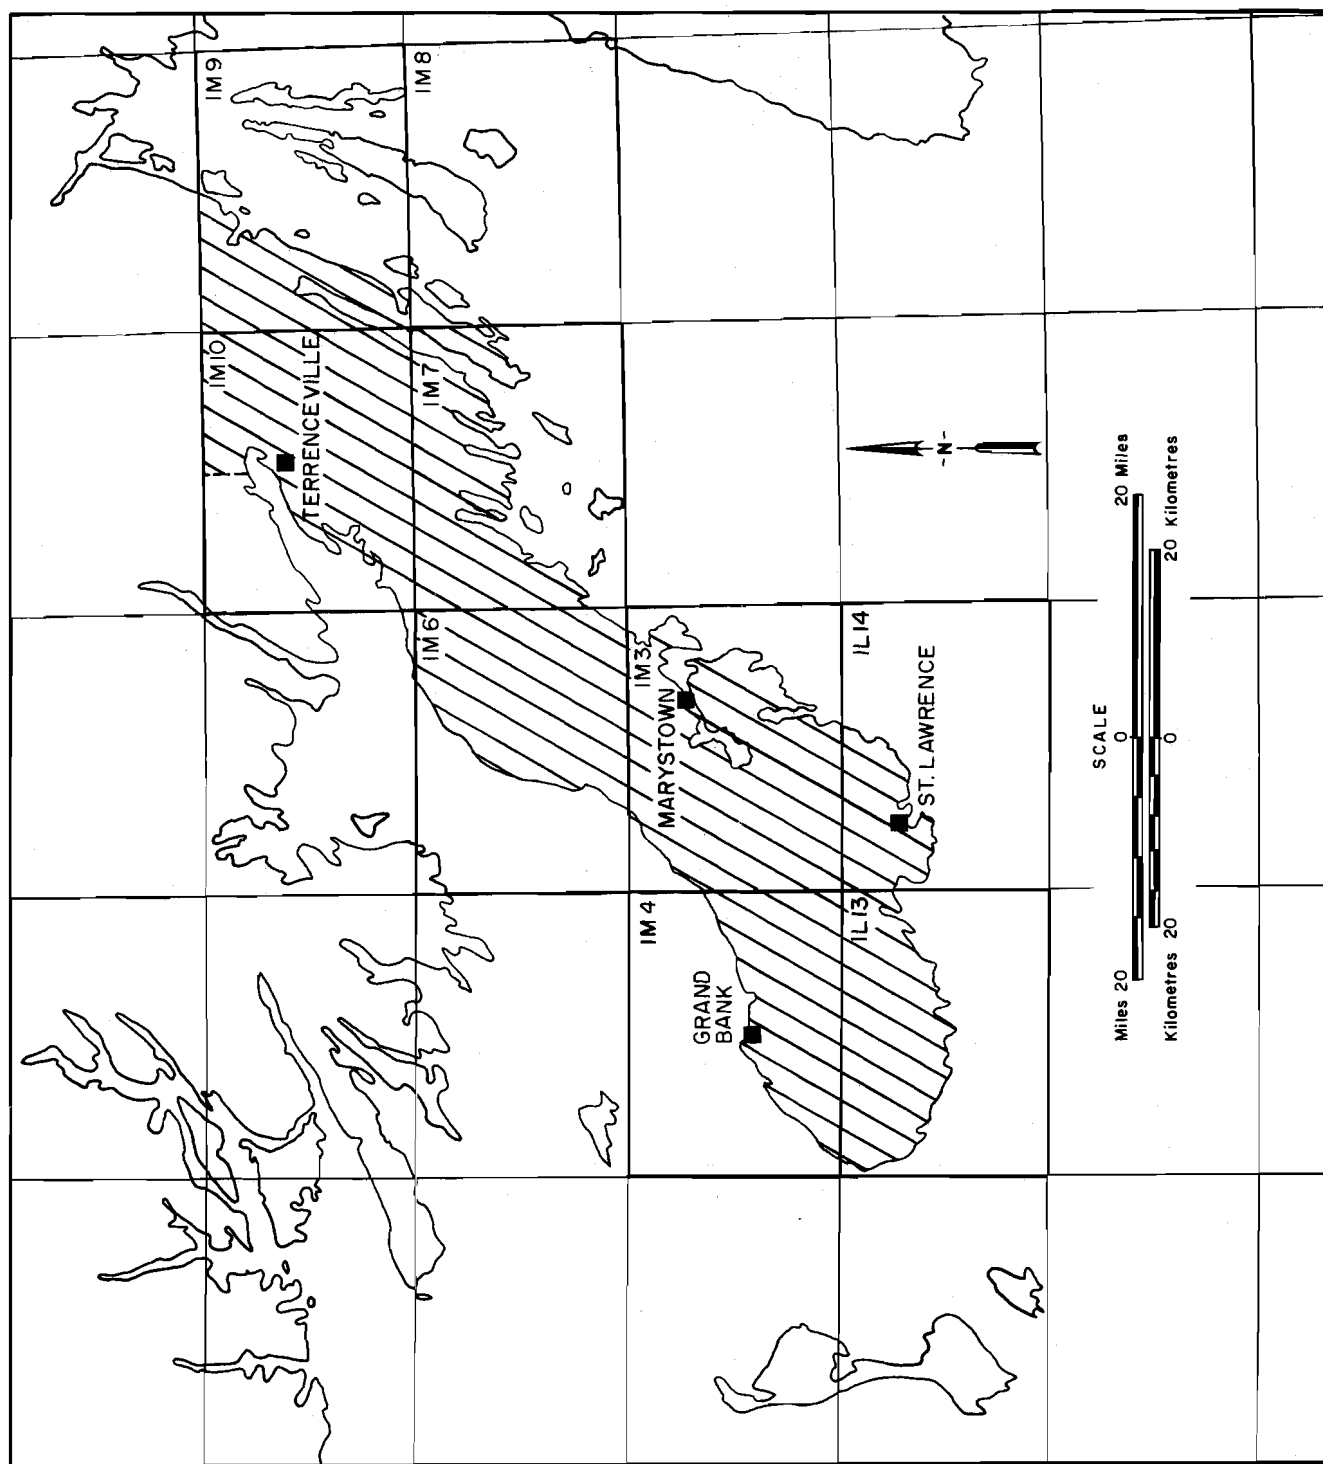 IM9
IM8
IM10
TERRENCEVILLE
IM7
IM6
IM3
MARYSTOWN
IL14
ST. LAWRENCE
IM4
GRAND
BANK
IL13
-N-
SCALE
Miles 20 0 20 Miles
Kilometres 20 0 20 Kilometres